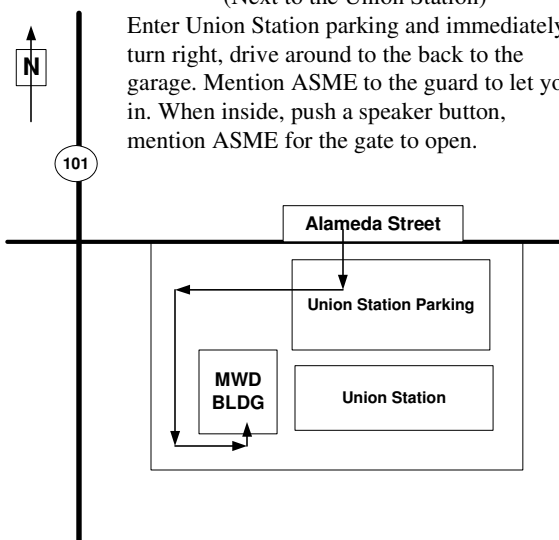 (Next to the Union Station)
Enter Union Station parking and immediately
turn right, drive around to the back to the
garage. Mention ASME to the guard to let yo
in. When inside, push a speaker button,
mention ASME for the gate to open.
N
101
Alameda Street
Union Station Parking
MWD
BLDG
Union Station